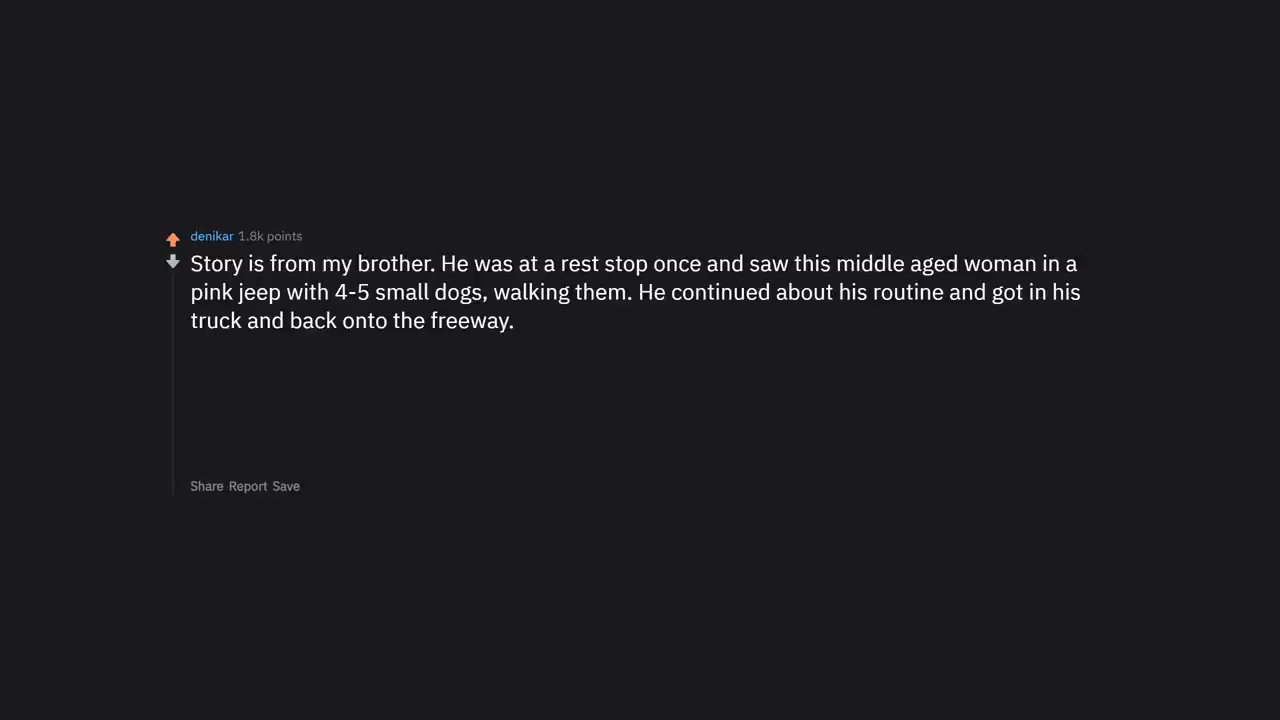 denikar 1.8k points
Story is from my brother. He was at a rest stop once and saw this middle aged woman in a
pink jeep with 4-5 small dogs, walking them. He continued about his routine and got in his
truck and back onto the freeway.
Share Report Save